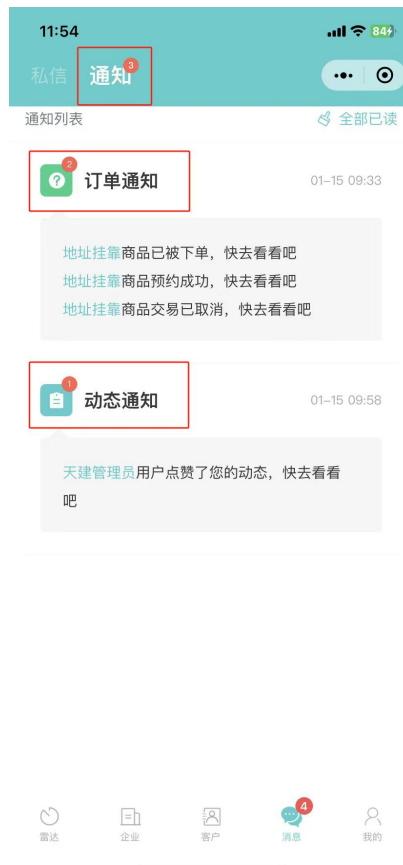 11:54
84
私信 通知 3
通知列表 全部已读
2
订单通知 01-15 09:33
地址挂靠商品已被下单，快去看看吧
地址挂靠商品预约成功，快去看看吧
地址挂靠商品交易已取消，快去看看吧
1
动态通知 01-15 09:58
天建管理员用户点赞了您的动态，快去看看
吧
4
雷达 企业 客户 消息 我的